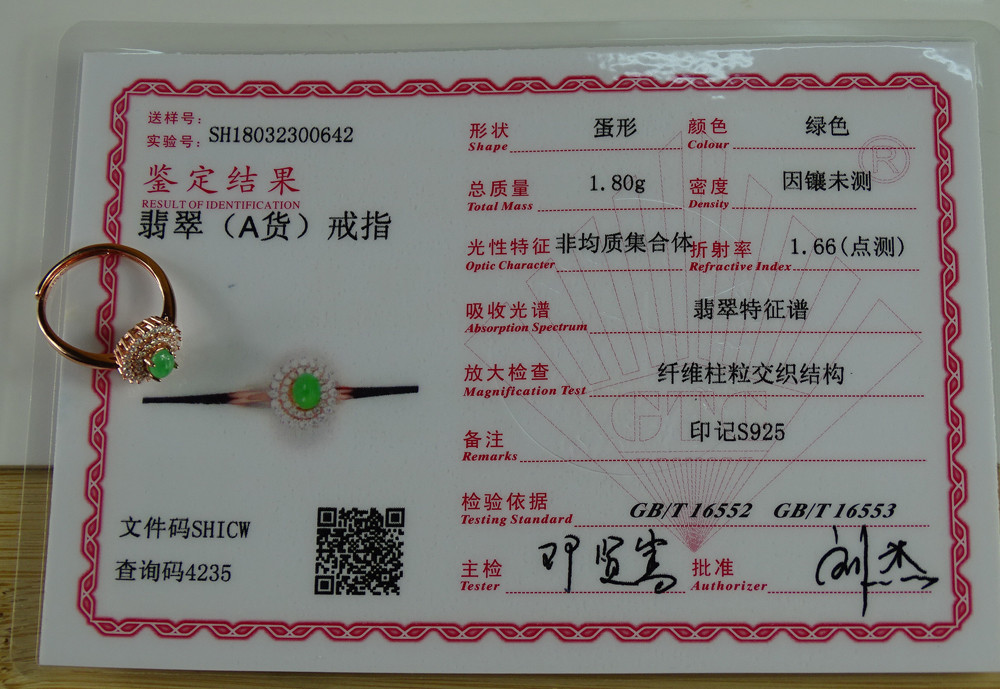 送样号:
实验号: SH18032300642
鉴定结果
RESULT OF IDENTIFICATION
翡翠（A货）戒指
文件码SHICW
查询码4235
形状 蛋形 颜色 绿色
Shape Colour
总质量 1.80g 密度 因镶未测
Total Mass Density
光性特征 非均质集合体 折射率 1.66(点测)
Optic Character Refractive Index
吸收光谱 翡翠特征谱
Absorption Spectrum
放大检查 纤维柱粒交织结构
Magnification Test
GTC
备注 印记S925
Remarks
检验依据 GB/T 16552 GB/T 16553
Testing Standard
主检 邓贤嵩 批准 刘杰
Tester Authorizer
®